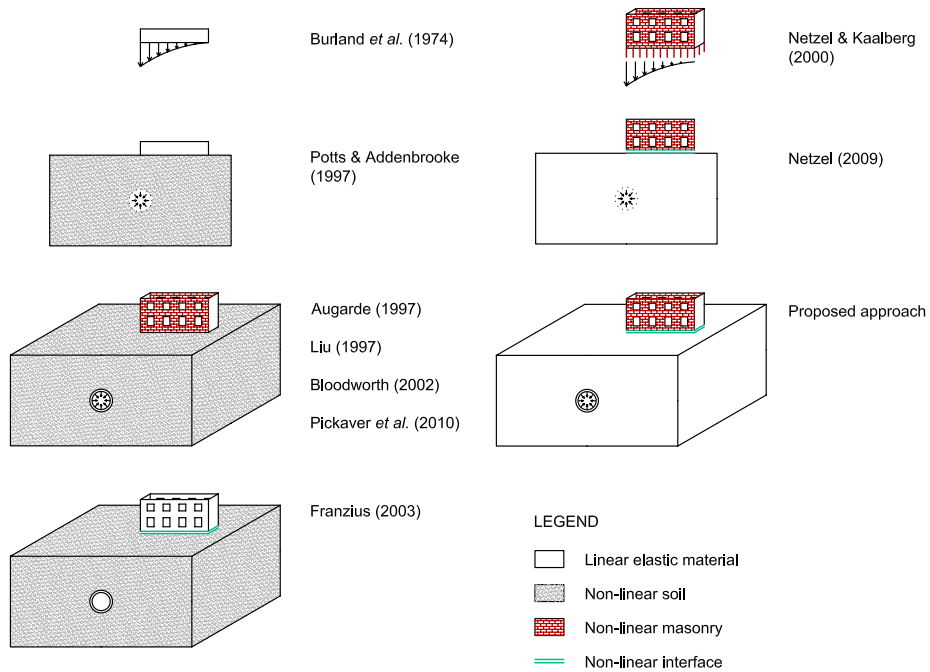 Burland et al. (1974)
Netzel & Kaalberg
(2000)
Potts & Addenbrooke
(1997)
Netzel (2009)
Augarde (1997)
Liu (1997)
Bloodworth (2002)
Pickaver et al. (2010)
Proposed approach
Franzius (2003)
LEGEND
Linear elastic material
Non-linear soil
Non-linear masonry
Non-linear interface